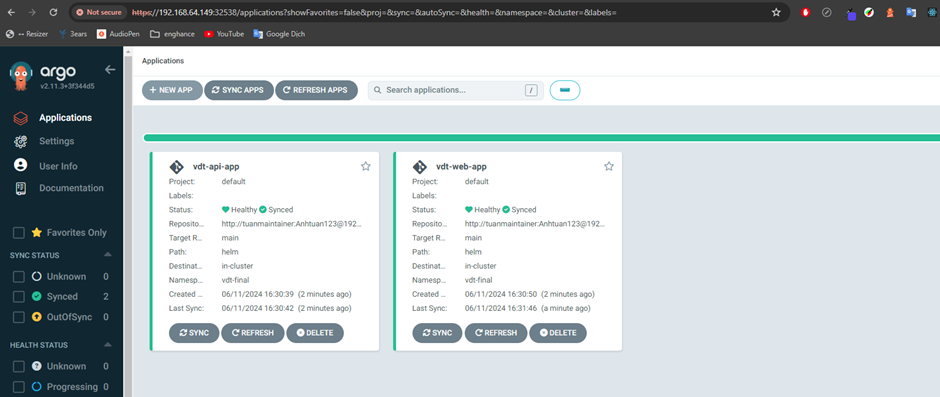 Not secure https://192.168.64.149:32538/applications?showFavorites=false&proj=&sync=&autoSync=&health=&namespace=&cluster=&labels=
↔ Resizer 3ears AudioPen enghance YouTube Google Dịch
argo
v2.11.3+3f344d5
Applications
Settings
User Info
Documentation
Favorites Only
SYNC STATUS
Unknown 0
Synced 2
OutOfSync 0
HEALTH STATUS
Unknown 0
Progressing 0
Applications
+ NEW APP SYNC APPS REFRESH APPS Search applications... /
vdt-api-app
Project: default
Labels:
Status: Healthy Synced
Reposito... http://tuanmaintainer:Anhtuan123@192...
Target R... main
Path: helm
Destinat... in-cluster
Namesp... vdt-final
Created ... 06/11/2024 16:30:39 (2 minutes ago)
Last Sync: 06/11/2024 16:30:42 (2 minutes ago)
SYNC REFRESH DELETE
vdt-web-app
Project: default
Labels:
Status: Healthy Synced
Reposito... http://tuanmaintainer:Anhtuan123@192...
Target R... main
Path: helm
Destinat... in-cluster
Namesp... vdt-final
Created ... 06/11/2024 16:30:50 (2 minutes ago)
Last Sync: 06/11/2024 16:31:46 (a minute ago)
SYNC REFRESH DELETE